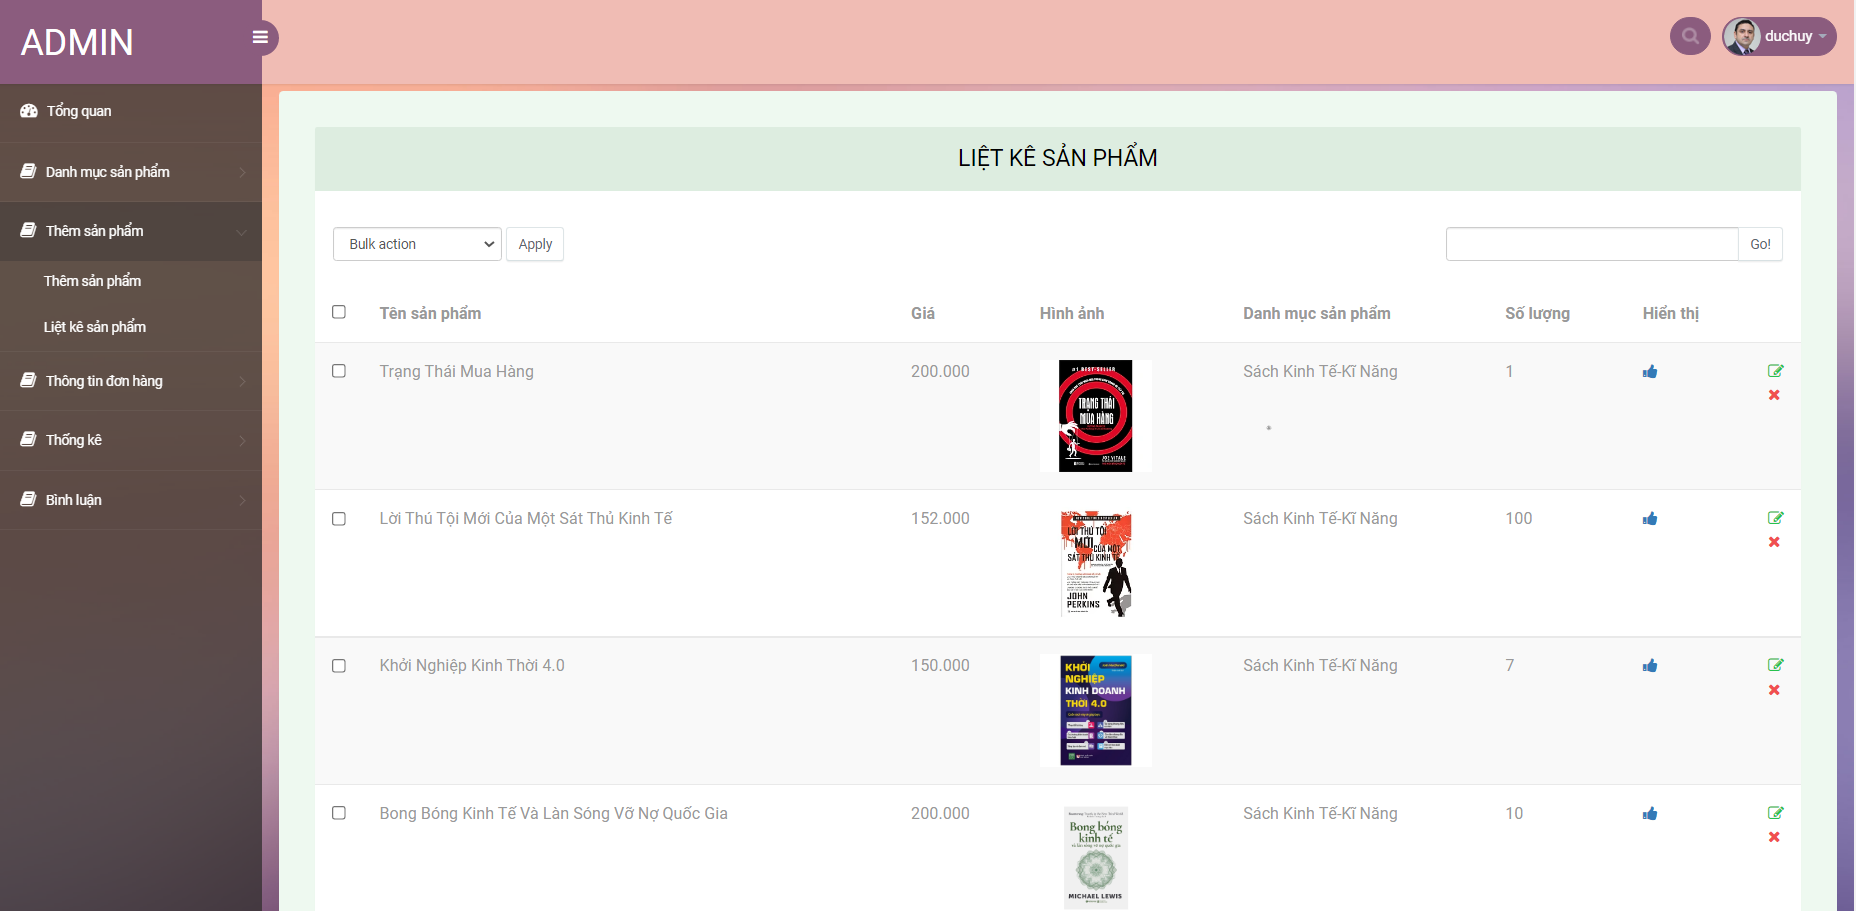 ADMIN
duchuy
Tổng quan
Danh mục sản phẩm
Thêm sản phẩm
Thêm sản phẩm
Liệt kê sản phẩm
Thông tin đơn hàng
Thống kê
Bình luận
LIỆT KÊ SẢN PHẨM
Bulk action
Apply
Go!
Tên sản phẩm Giá Hình ảnh Danh mục sản phẩm Số lượng Hiển thị
Trạng Thái Mua Hàng 200.000 Sách Kinh Tế-Kĩ Năng 1
#1 BEST-SELLER
TRẠNG THÁI
MUA HÀNG
JOE VITALE
*
Lời Thú Tội Mới Của Một Sát Thủ Kinh Tế 152.000 Sách Kinh Tế-Kĩ Năng 100
LỜI THÚ TỘI
MỚI
CỦA MỘT
SÁT THỦ KINH TẾ
JOHN
PERKINS
Khởi Nghiệp Kinh Thời 4.0 150.000 Sách Kinh Tế-Kĩ Năng 7
KHỞI
NGHIỆP
KINH DOANH
THỜI 4.0
Bong Bóng Kinh Tế Và Làn Sóng Vỡ Nợ Quốc Gia 200.000 Sách Kinh Tế-Kĩ Năng 10
Bong bóng
kinh tế
MICHAEL LEWIS